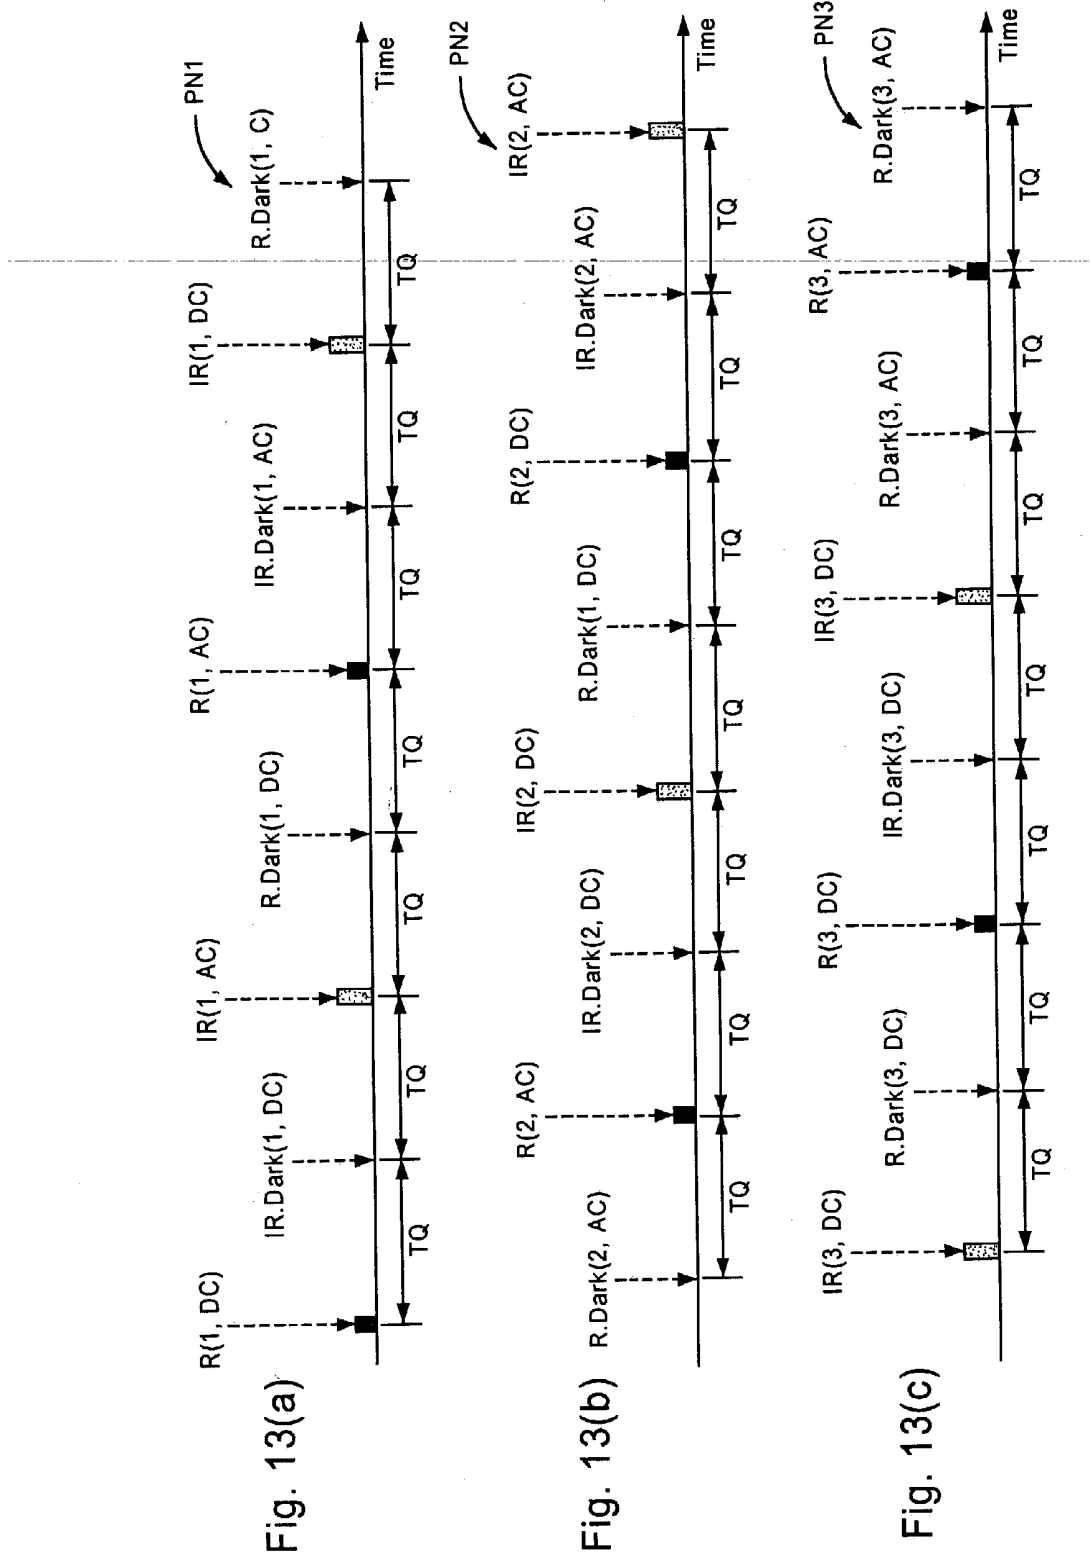 Fig. 13(a)
R(1, DC)
IR.Dark(1, DC)
IR(1, AC)
R.Dark(1, DC)
R(1, AC)
IR.Dark(1, AC)
IR(1, DC)
R.Dark(1, C)
PN1
TQ
TQ
TQ
TQ
TQ
TQ
TQ
Time
Fig. 13(b)
R.Dark(2, AC)
R(2, AC)
IR.Dark(2, DC)
IR(2, DC)
R.Dark(1, DC)
R(2, DC)
IR.Dark(2, AC)
IR(2, AC)
PN2
TQ
TQ
TQ
TQ
TQ
TQ
TQ
Time
Fig. 13(c)
IR(3, DC)
R.Dark(3, DC)
R(3, DC)
IR.Dark(3, DC)
IR(3, DC)
R.Dark(3, AC)
R(3, AC)
R.Dark(3, AC)
PN3
TQ
TQ
TQ
TQ
TQ
TQ
TQ
Time